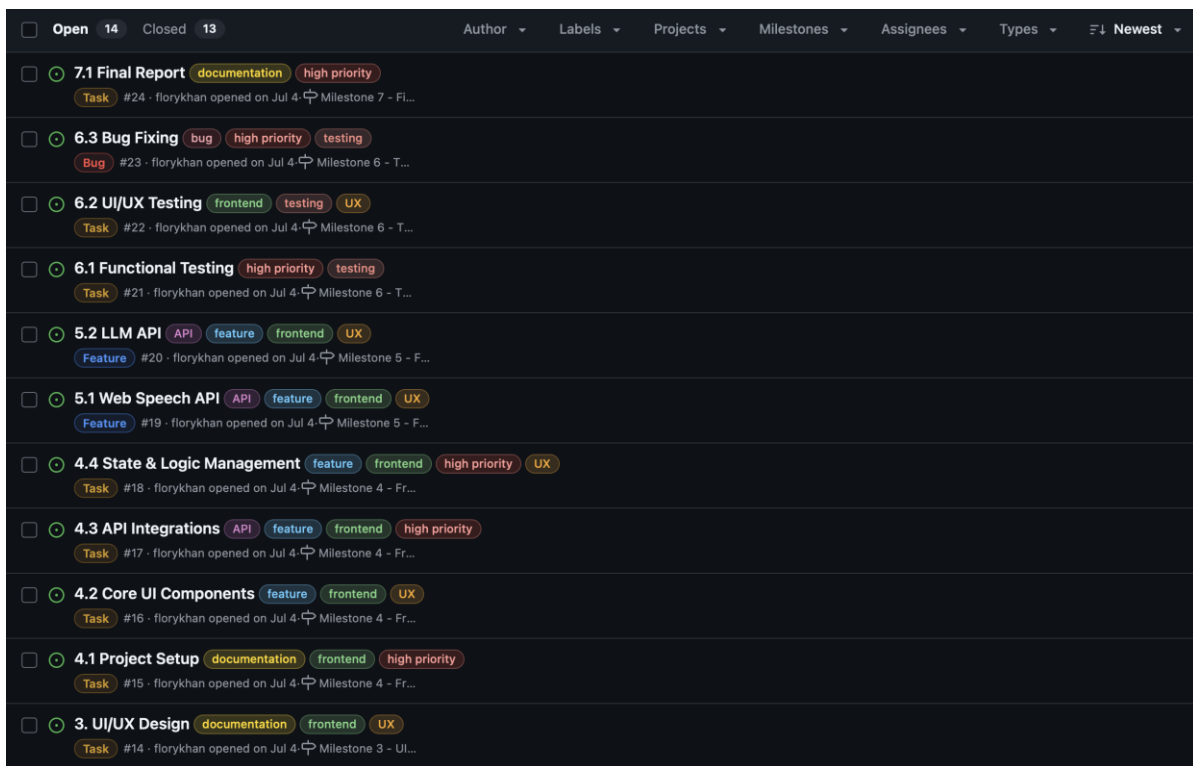 Open 14 Closed 13 Author Labels Projects Milestones Assignees Types Newest
7.1 Final Report documentation high priority
Task #24 · florykhan opened on Jul 4· Milestone 7 - Fi...
6.3 Bug Fixing bug high priority testing
Bug #23 · florykhan opened on Jul 4· Milestone 6 - T...
6.2 UI/UX Testing frontend testing UX
Task #22 · florykhan opened on Jul 4· Milestone 6 - T...
6.1 Functional Testing high priority testing
Task #21 · florykhan opened on Jul 4· Milestone 6 - T...
5.2 LLM API API feature frontend UX
Feature #20 · florykhan opened on Jul 4· Milestone 5 - F...
5.1 Web Speech API API feature frontend UX
Feature #19 · florykhan opened on Jul 4· Milestone 5 - F...
4.4 State & Logic Management feature frontend high priority UX
Task #18 · florykhan opened on Jul 4· Milestone 4 - Fr...
4.3 API Integrations API feature frontend high priority
Task #17 · florykhan opened on Jul 4· Milestone 4 - Fr...
4.2 Core UI Components feature frontend UX
Task #16 · florykhan opened on Jul 4· Milestone 4 - Fr...
4.1 Project Setup documentation frontend high priority
Task #15 · florykhan opened on Jul 4· Milestone 4 - Fr...
3. UI/UX Design documentation frontend UX
Task #14 · florykhan opened on Jul 4· Milestone 3 - UI...